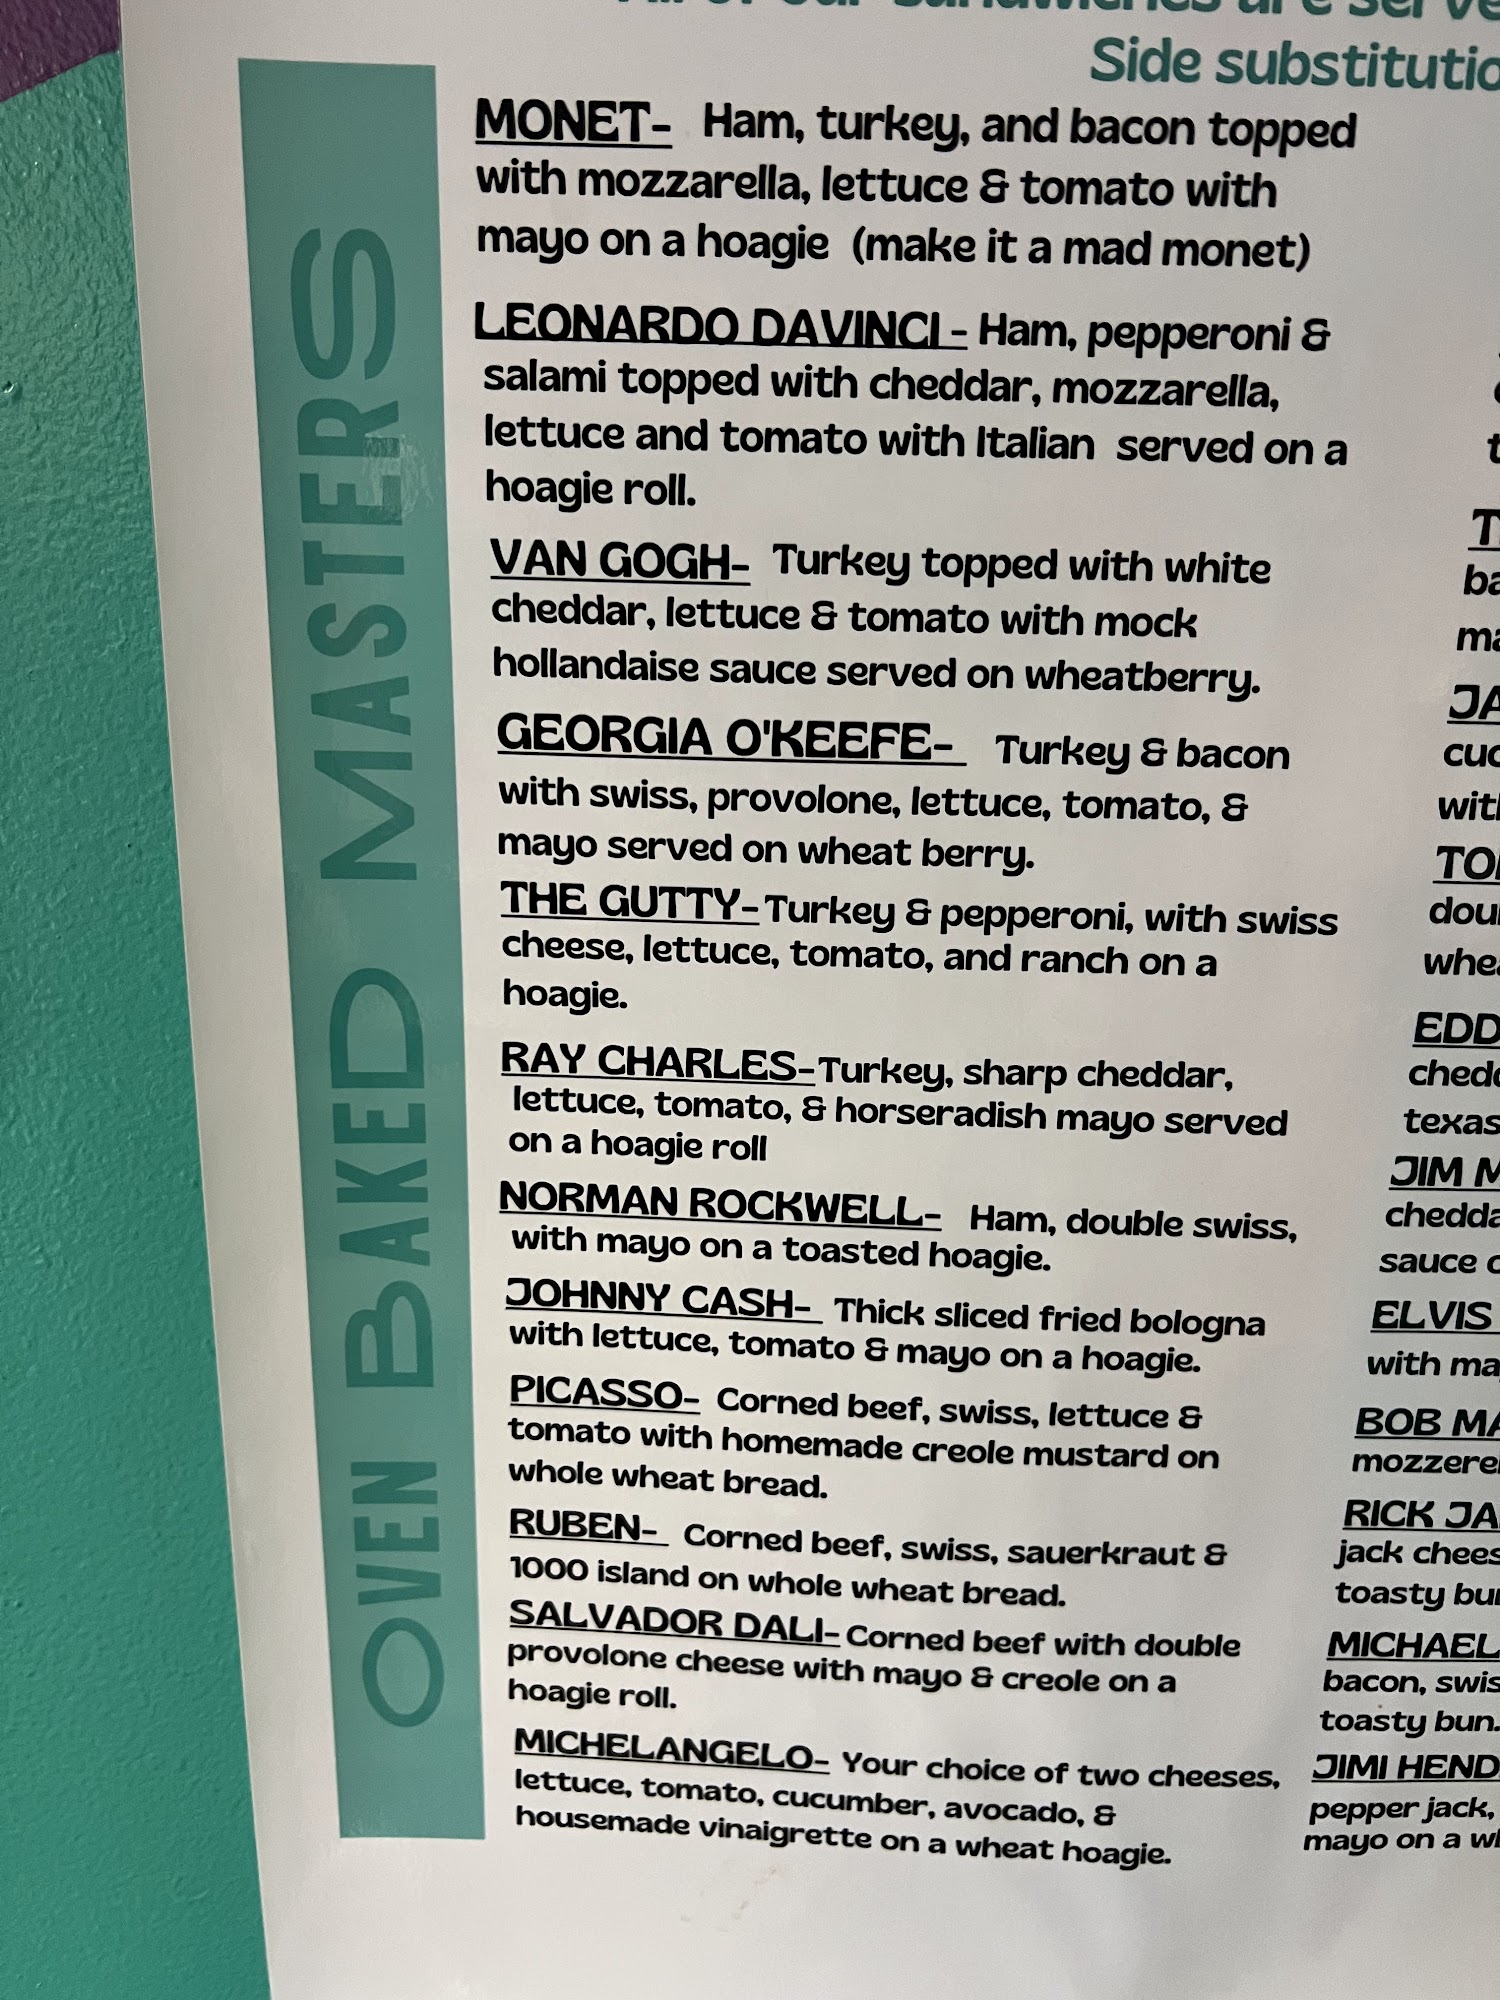 Side
MONET- Ham, turkey, and bacon topped
with mozzarella, lettuce & tomato with
mayo on a hoagie (make it a mad monet)
LEONARDO DAVINCI - Ham, pepperoni &
salami topped with cheddar, mozzarella,
lettuce and tomato with Italian served on a
hoagie roll.
VAN GOGH- Turkey topped with white
cheddar, lettuce & tomato with mock
hollandaise sauce served on wheatberry.
GEORGIA O'KEEFE- Turkey & bacon
with swiss, provolone, lettuce, tomato, &
mayo served on wheat berry.
THE GUTTY- Turkey & pepperoni, with swiss
cheese, lettuce, tomato, and ranch on a
hoagie.
RAY CHARLES- Turkey, sharp cheddar,
lettuce, tomato, & horseradish mayo served
on a hoagie roll
NORMAN ROCKWELL- Ham, double swiss,
with mayo on a toasted hoagie.
JOHNNY CASH- Thick sliced fried bologna
with lettuce, tomato & mayo on a hoagie.
PICASSO- Corned beef, swiss, lettuce &
tomato with homemade creole mustard on
whole wheat bread.
RUBEN- Corned beef, swiss, sauerkraut &
1000 island on whole wheat bread.
SALVADOR DALI- Corned beef with double
provolone cheese with mayo & creole on a
hoagie roll.
MICHELANGELO- Your choice of two cheeses,
lettuce, tomato, cucumber, avocado, &
housemade vinaigrette on a wheat hoagie.
OVEN BAKED MASTERS
JIM
sauce
ELVIS
with
BOB
RICK
jack
toasty
MICHAEL
bacon,
toasty bun.
JIMI
pepper jack,
mayo on a